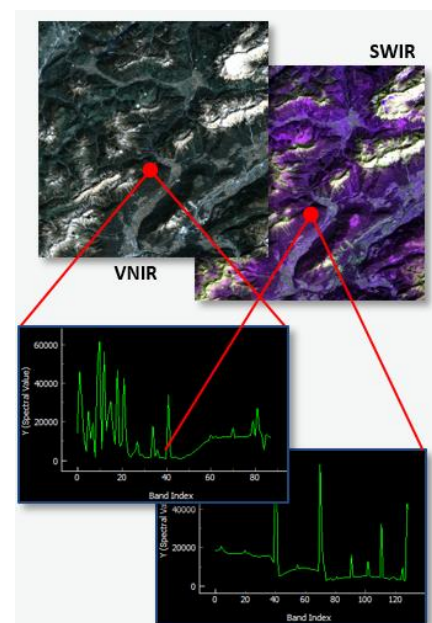 SWIR
VNIR
60000
40000
20000
0
Y (Spectral Value)
0 20 40 60 80
Band Index
40000
20000
0
Y (Spectral Value)
0 20 40 60 80 100 120
Band Index